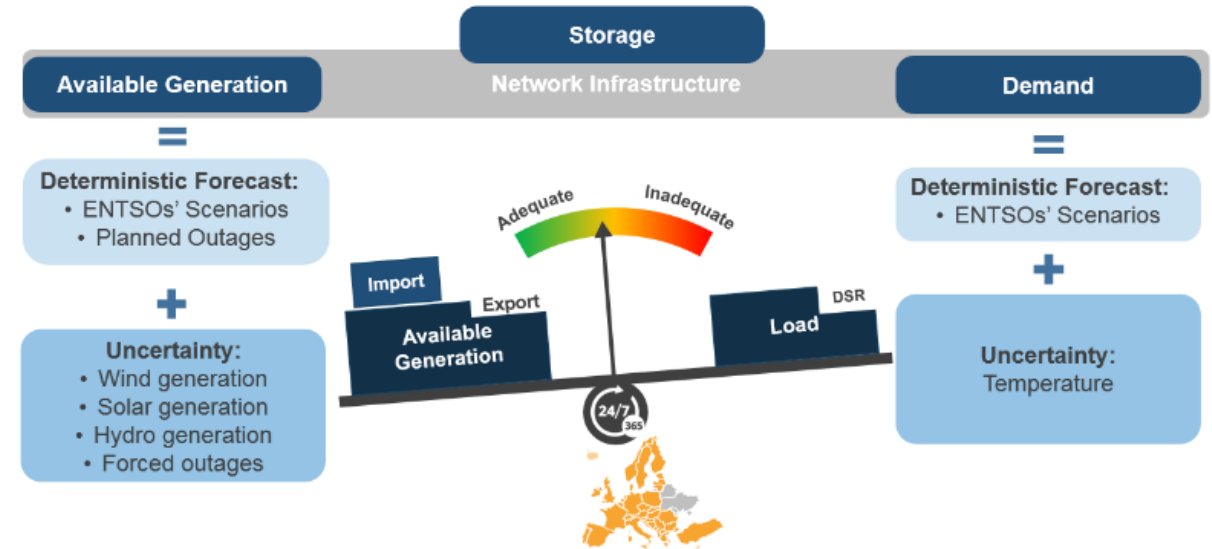 Storage
Network Infrastructure
Available Generation
Demand
=
Deterministic Forecast:
• ENTSOs’ Scenarios
• Planned Outages
+
Uncertainty:
• Wind generation
• Solar generation
• Hydro generation
• Forced outages
Adequate
Inadequate
Import
Export
Available
Generation
DSR
Load
24/7
365
=
Deterministic Forecast:
• ENTSOs’ Scenarios
+
Uncertainty:
Temperature